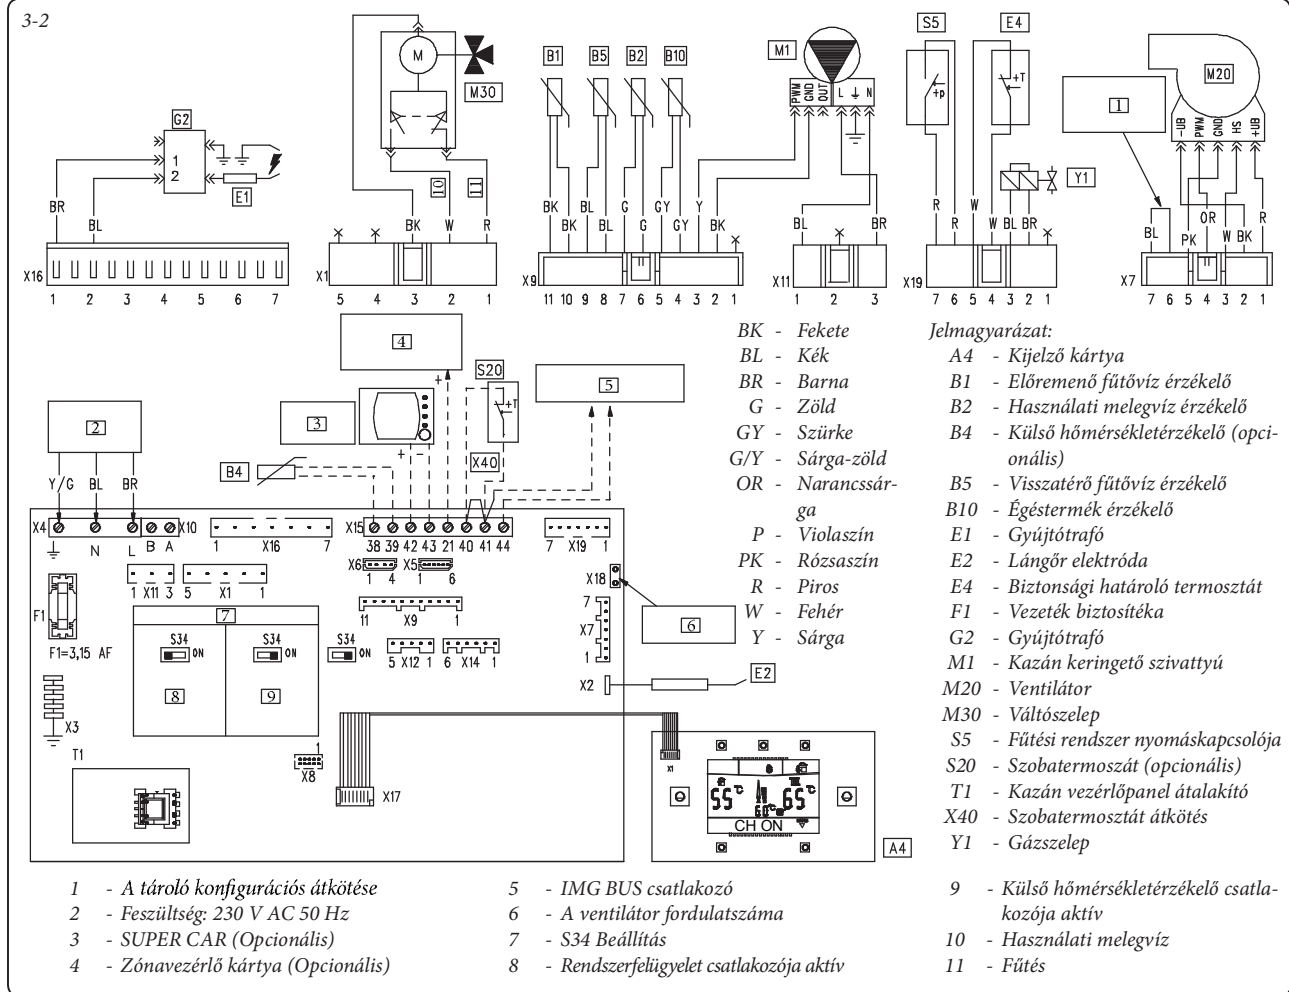 3-2
B1
B5
B2
B10
M1
S5
E4
M20
1
M
M30
G2
1
2
E1
10
11
PWM
GND
OUT
L
N
+p
+T
Y1
-UB
PWM
GND
HS
+UB
BR
BL
BK
W
R
BK
BK
BL
BL
G
G
GY
GY
Y
BK
BL
BR
R
R
W
W
BL
BR
BL
PK
OR
W
BK
R
X16
1 2 3 4 5 6 7
X1
5 4 3 2 1
X9
11 10 9 8 7 6 5 4 3 2 1
X11
1 2 3
X19
7 6 5 4 3 2 1
X7
7 6 5 4 3 2 1
BK - Fekete
BL - Kék
BR - Barna
G - Zöld
GY - Szürke
G/Y - Sárga-zöld
OR - Narancssár-
ga
P - Violaszín
PK - Rózsaszín
R - Piros
W - Fehér
Y - Sárga
Jelmagyarázat:
A4 - Kijelző kártya
B1 - Előremenő fűtővíz érzékelő
B2 - Használati melegvíz érzékelő
B4 - Külső hőmérsékletérzékelő (opci-
onális)
B5 - Visszatérő fűtővíz érzékelő
B10 - Égéstermék érzékelő
E1 - Gyújtótrafó
E2 - Lángőr elektróda
E4 - Biztonsági határoló termosztát
F1 - Vezeték biztosítéka
G2 - Gyújtótrafó
M1 - Kazán keringető szivattyú
M20 - Ventilátor
M30 - Váltószelep
S5 - Fűtési rendszer nyomáskapcsolója
S20 - Szobatermoszát (opcionális)
T1 - Kazán vezérlőpanel átalakító
X40 - Szobatermosztát átkötés
Y1 - Gázszelep
4
S20
+T
5
2
3
+
+ -
B4
X40
Y/G
BL
BR
X4
N
L
B
A
X10
1 X16 7
X15
38 39 42 43 21 40 41 44
7 X19 1
1 X11 3
5 X1 1
X6
1 4
X5
1 6
X18
F1
F1=3,15 AF
7
S34
ON
S34
ON
S34
ON
8
9
11 X9 1
5 X12 1
6 X14 1
7
X7
1
6
X2
E2
X3
T1
1
X8
X17
X1
55 °C
60 °C
65 °C
CH ON
A4
1 - A tároló konfigurációs átkötése
2 - Feszültség: 230 V AC 50 Hz
3 - SUPER CAR (Opcionális)
4 - Zónavezérlő kártya (Opcionális)
5 - IMG BUS csatlakozó
6 - A ventilátor fordulatszáma
7 - S34 Beállítás
8 - Rendszerfelügyelet csatlakozója aktív
9 - Külső hőmérsékletérzékelő csatla-
kozója aktív
10 - Használati melegvíz
11 - Fűtés